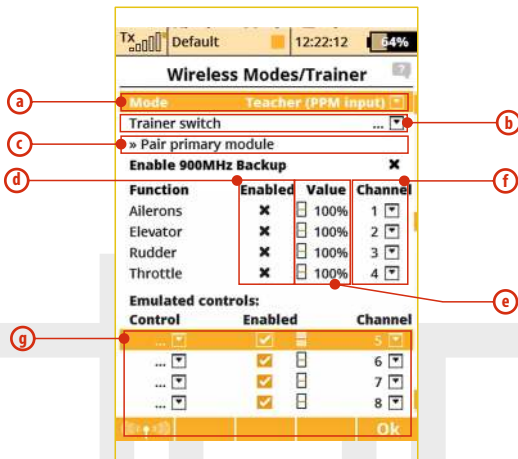 Tx Default 12:22:12 64%
Wireless Modes/Trainer ?
a Mode Teacher (PPM input)
Trainer switch ... b
c » Pair primary module
Enable 900MHz Backup ✖
d f
Function Enabled Value Channel
Ailerons ✖ 100% 1
Elevator ✖ 100% 2
Rudder ✖ 100% 3
Throttle ✖ 100% 4
e
Emulated controls:
Control Enabled Channel
g ... 5
... 6
... 7
... 8
Ok